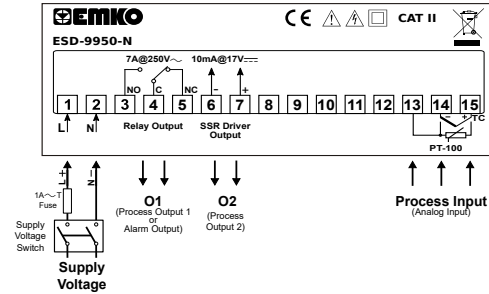 EMKO
CE
CAT II
ESD-9950-N
7A@250V~
10mA@17V⎓
NO
C
NC
-
+
1
2
3
4
5
6
7
8
9
10
11
12
13
14
15
L
N
Relay Output
SSR Driver
Output
- + TC
PT-100
L +
N -
1A~ T
Fuse
Supply
Voltage
Switch
Supply
Voltage
O1
(Process Output 1
or
Alarm Output)
O2
(Process
Output 2)
Process Input
(Analog Input)